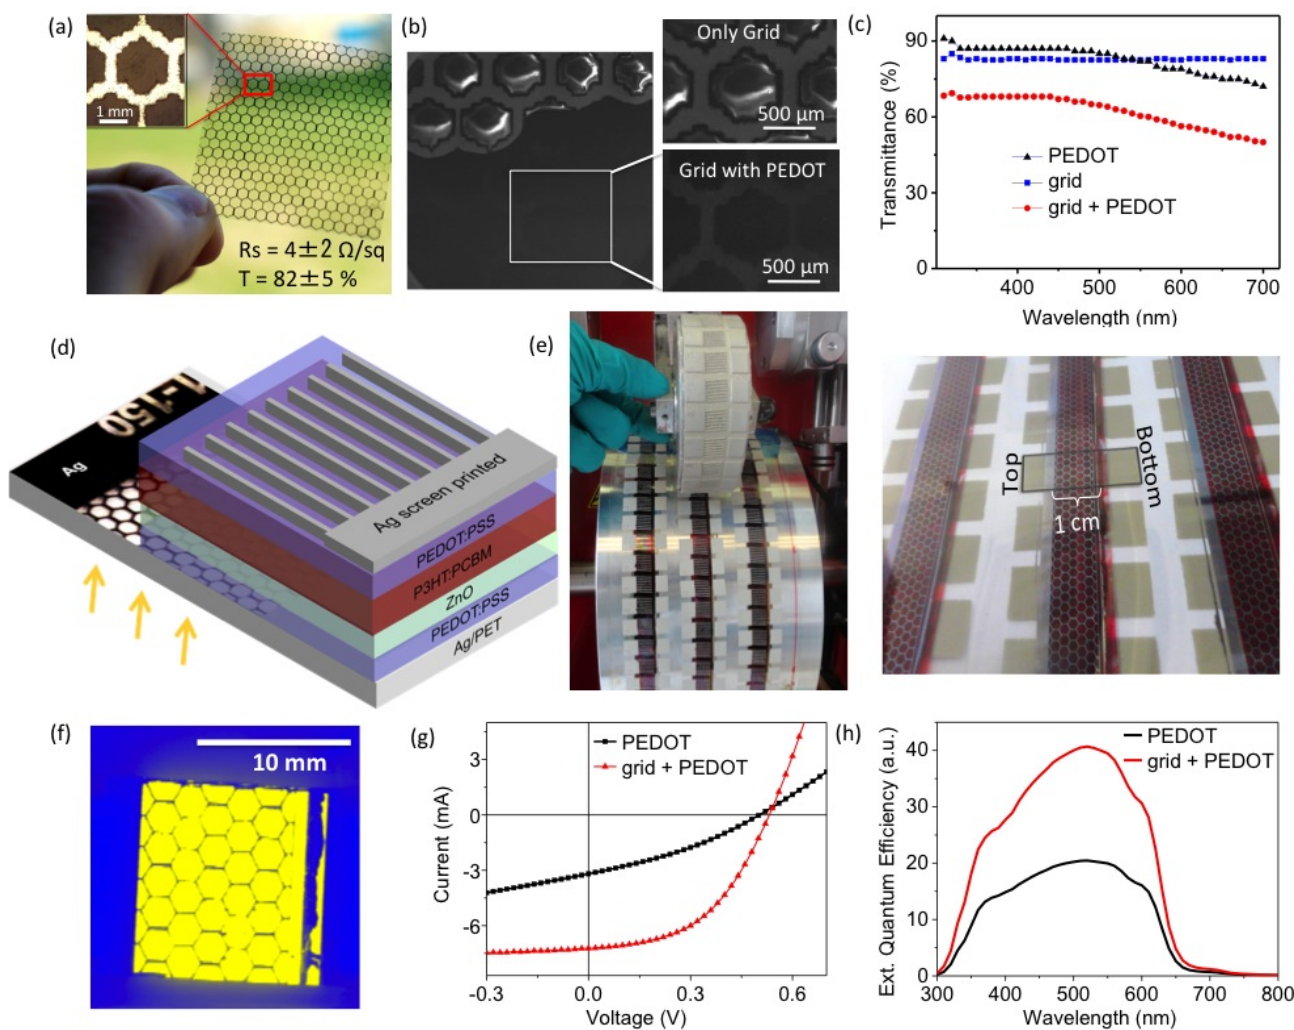 (a)
1 mm
Rs = 4±2 Ω/sq
T = 82±5 %
(b)
Only Grid
500 µm
Grid with PEDOT
500 µm
(c)
Transmittance (%)
90
60
30
0
PEDOT
grid
grid + PEDOT
400
500
600
700
Wavelength (nm)
(d)
1-150
Ag
Ag screen printed
PEDOT:PSS
P3HT:PCBM
ZnO
PEDOT:PSS
Ag/PET
(e)
Top
Bottom
1 cm
(f)
10 mm
(g)
PEDOT
grid + PEDOT
Current (mA)
3
0
-3
-6
-0.3
0.0
0.3
0.6
Voltage (V)
(h)
PEDOT
grid + PEDOT
Ext. Quantum Efficiency (a.u.)
40
30
20
10
0
300
400
500
600
700
800
Wavelength (nm)